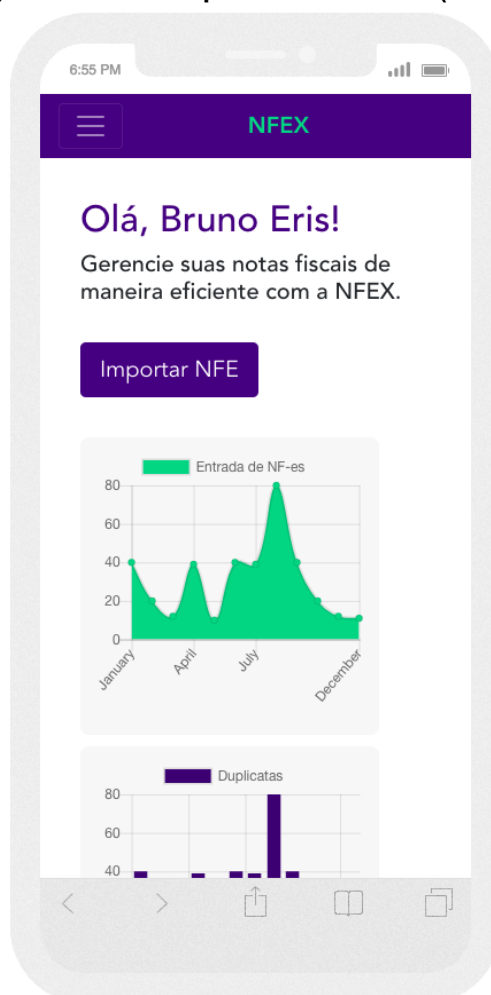 6:55 PM
NFEX
Olá, Bruno Eris!
Gerencie suas notas fiscais de
maneira eficiente com a NFEX.
Importar NFE
Entrada de NF-es
80
60
40
20
0
January
April
July
December
Duplicatas
80
60
40